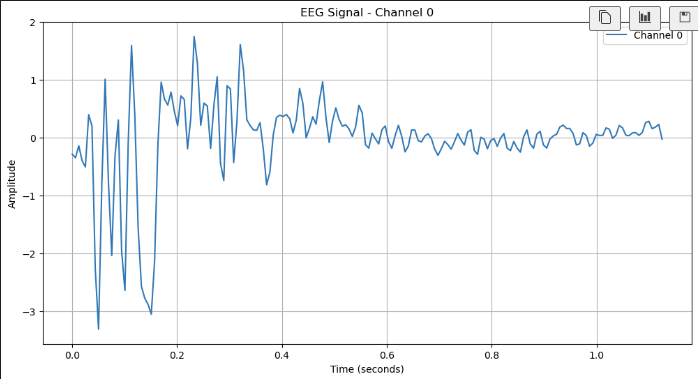 EEG Signal - Channel 0
Channel 0
2
1
0
−1
−2
−3
Amplitude
0.0 0.2 0.4 0.6 0.8 1.0
Time (seconds)